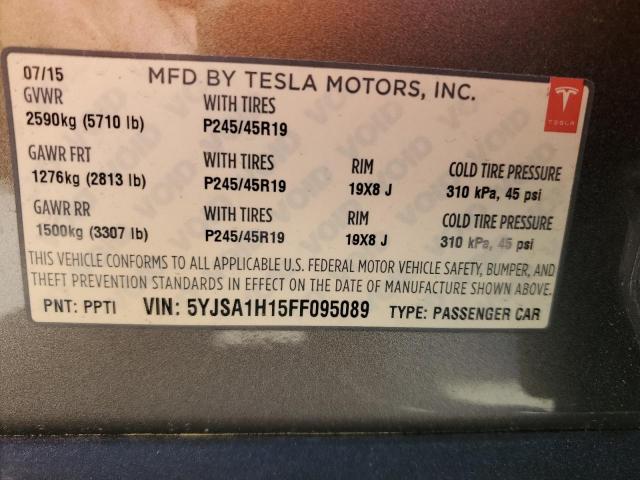 07/15 MFD BY TESLA MOTORS, INC.
TESLA
GVWR WITH TIRES
2590kg (5710 lb) P245/45R19
GAWR FRT WITH TIRES RIM COLD TIRE PRESSURE
1276kg (2813 lb) P245/45R19 19X8 J 310 kPa, 45 psi
GAWR RR WITH TIRES RIM COLD TIRE PRESSURE
1500kg (3307 lb) P245/45R19 19X8 J 310 kPa, 45 psi
THIS VEHICLE CONFORMS TO ALL APPLICABLE U.S. FEDERAL MOTOR VEHICLE SAFETY, BUMPER, AND
THEFT PREVENTION STANDARDS IN EFFECT ON THE DATE OF MANUFACTURE SHOWN ABOVE.
PNT: PPTI VIN: 5YJSA1H15FF095089 TYPE: PASSENGER CAR